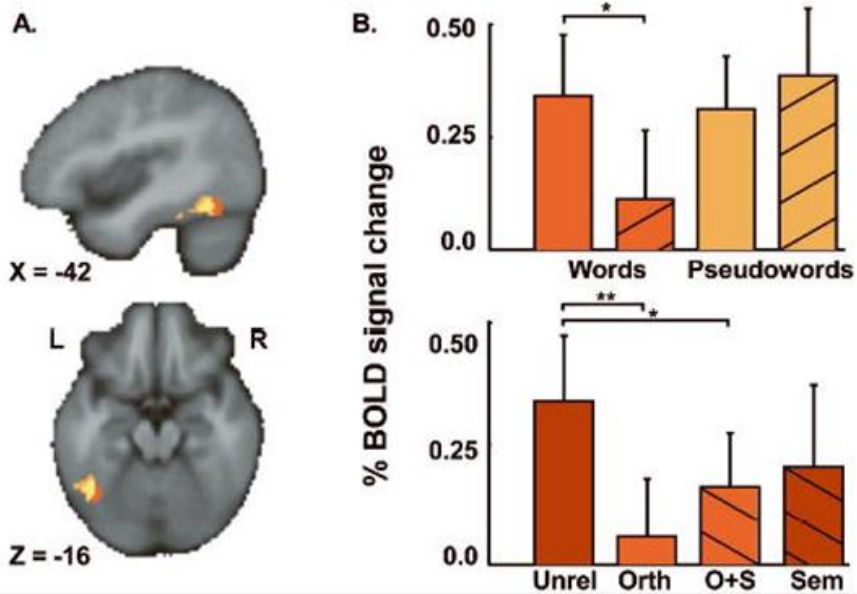 A.
X = -42
L
R
Z = -16
B.
% BOLD signal change
0.50
0.25
0.0
*
Words
Pseudowords
**
*
0.50
0.25
0.0
Unrel
Orth
O+S
Sem